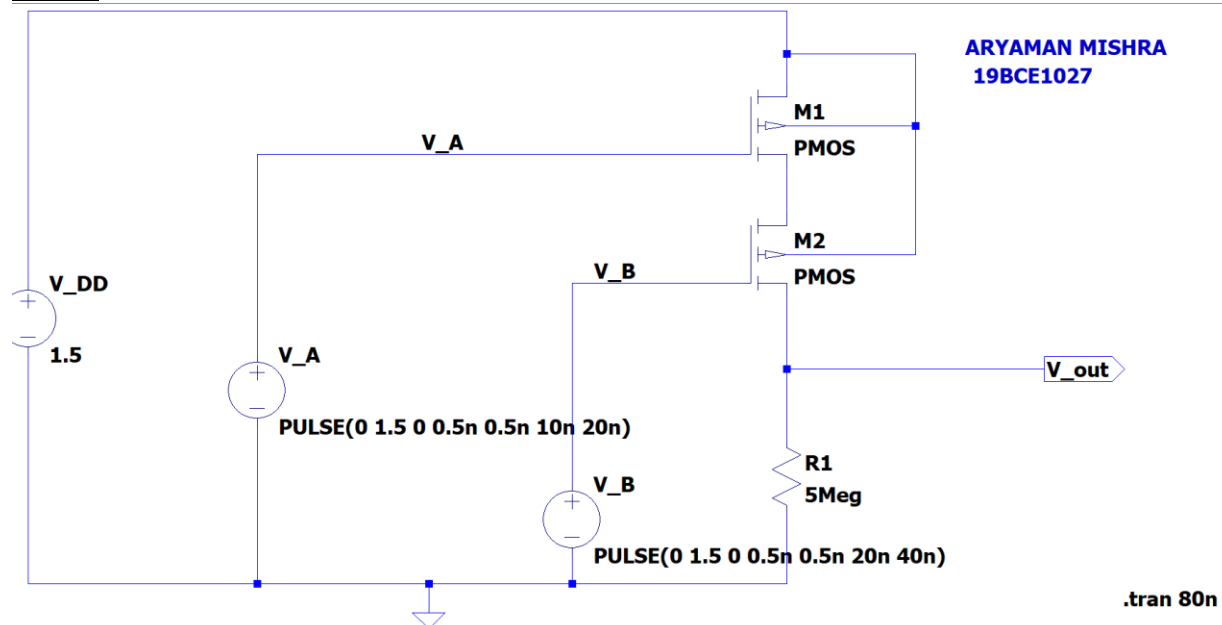 ARYAMAN MISHRA
19BCE1027
M1
V_A
PMOS
M2
V_B
PMOS
V_DD
+
−
1.5
V_A
+
−
PULSE(0 1.5 0 0.5n 0.5n 10n 20n)
V_out
R1
5Meg
V_B
+
−
PULSE(0 1.5 0 0.5n 0.5n 20n 40n)
.tran 80n